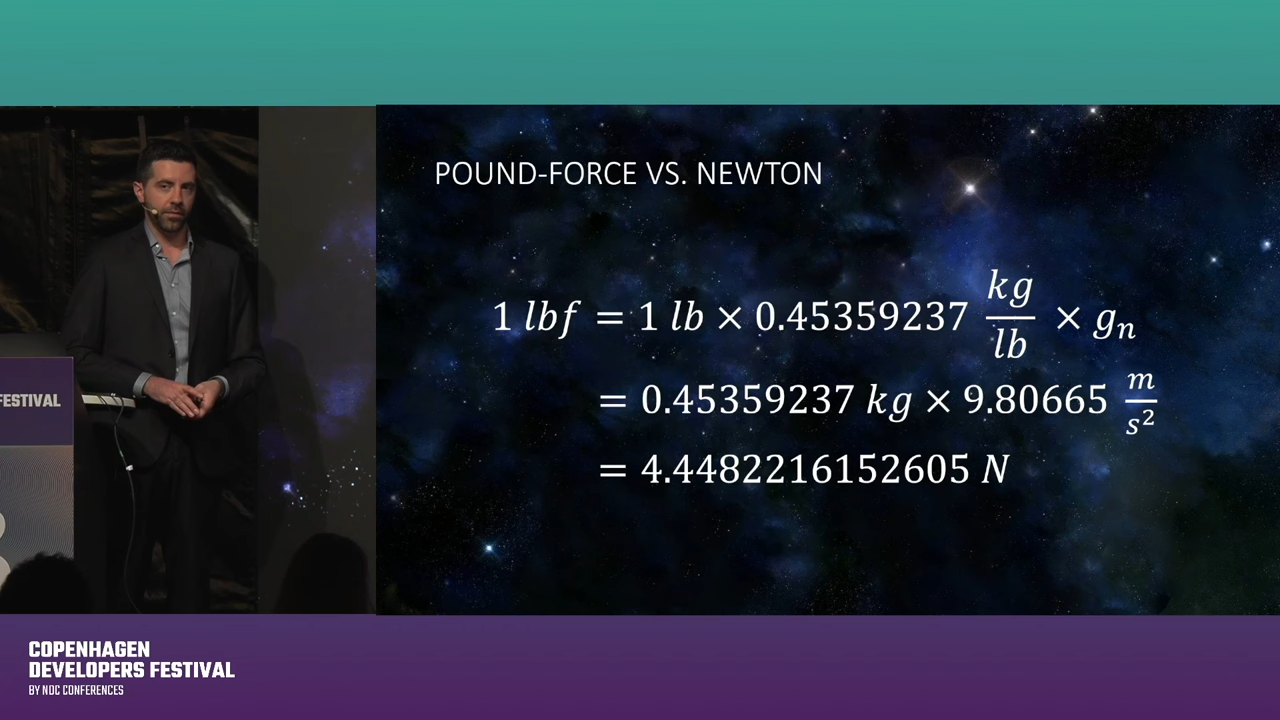 POUND-FORCE VS. NEWTON
1 lbf = 1 lb × 0.45359237 kg/lb × gₙ
= 0.45359237 kg × 9.80665 m/s²
= 4.4482216152605 N
FESTIVAL
COPENHAGEN
DEVELOPERS FESTIVAL
BY NDC CONFERENCES